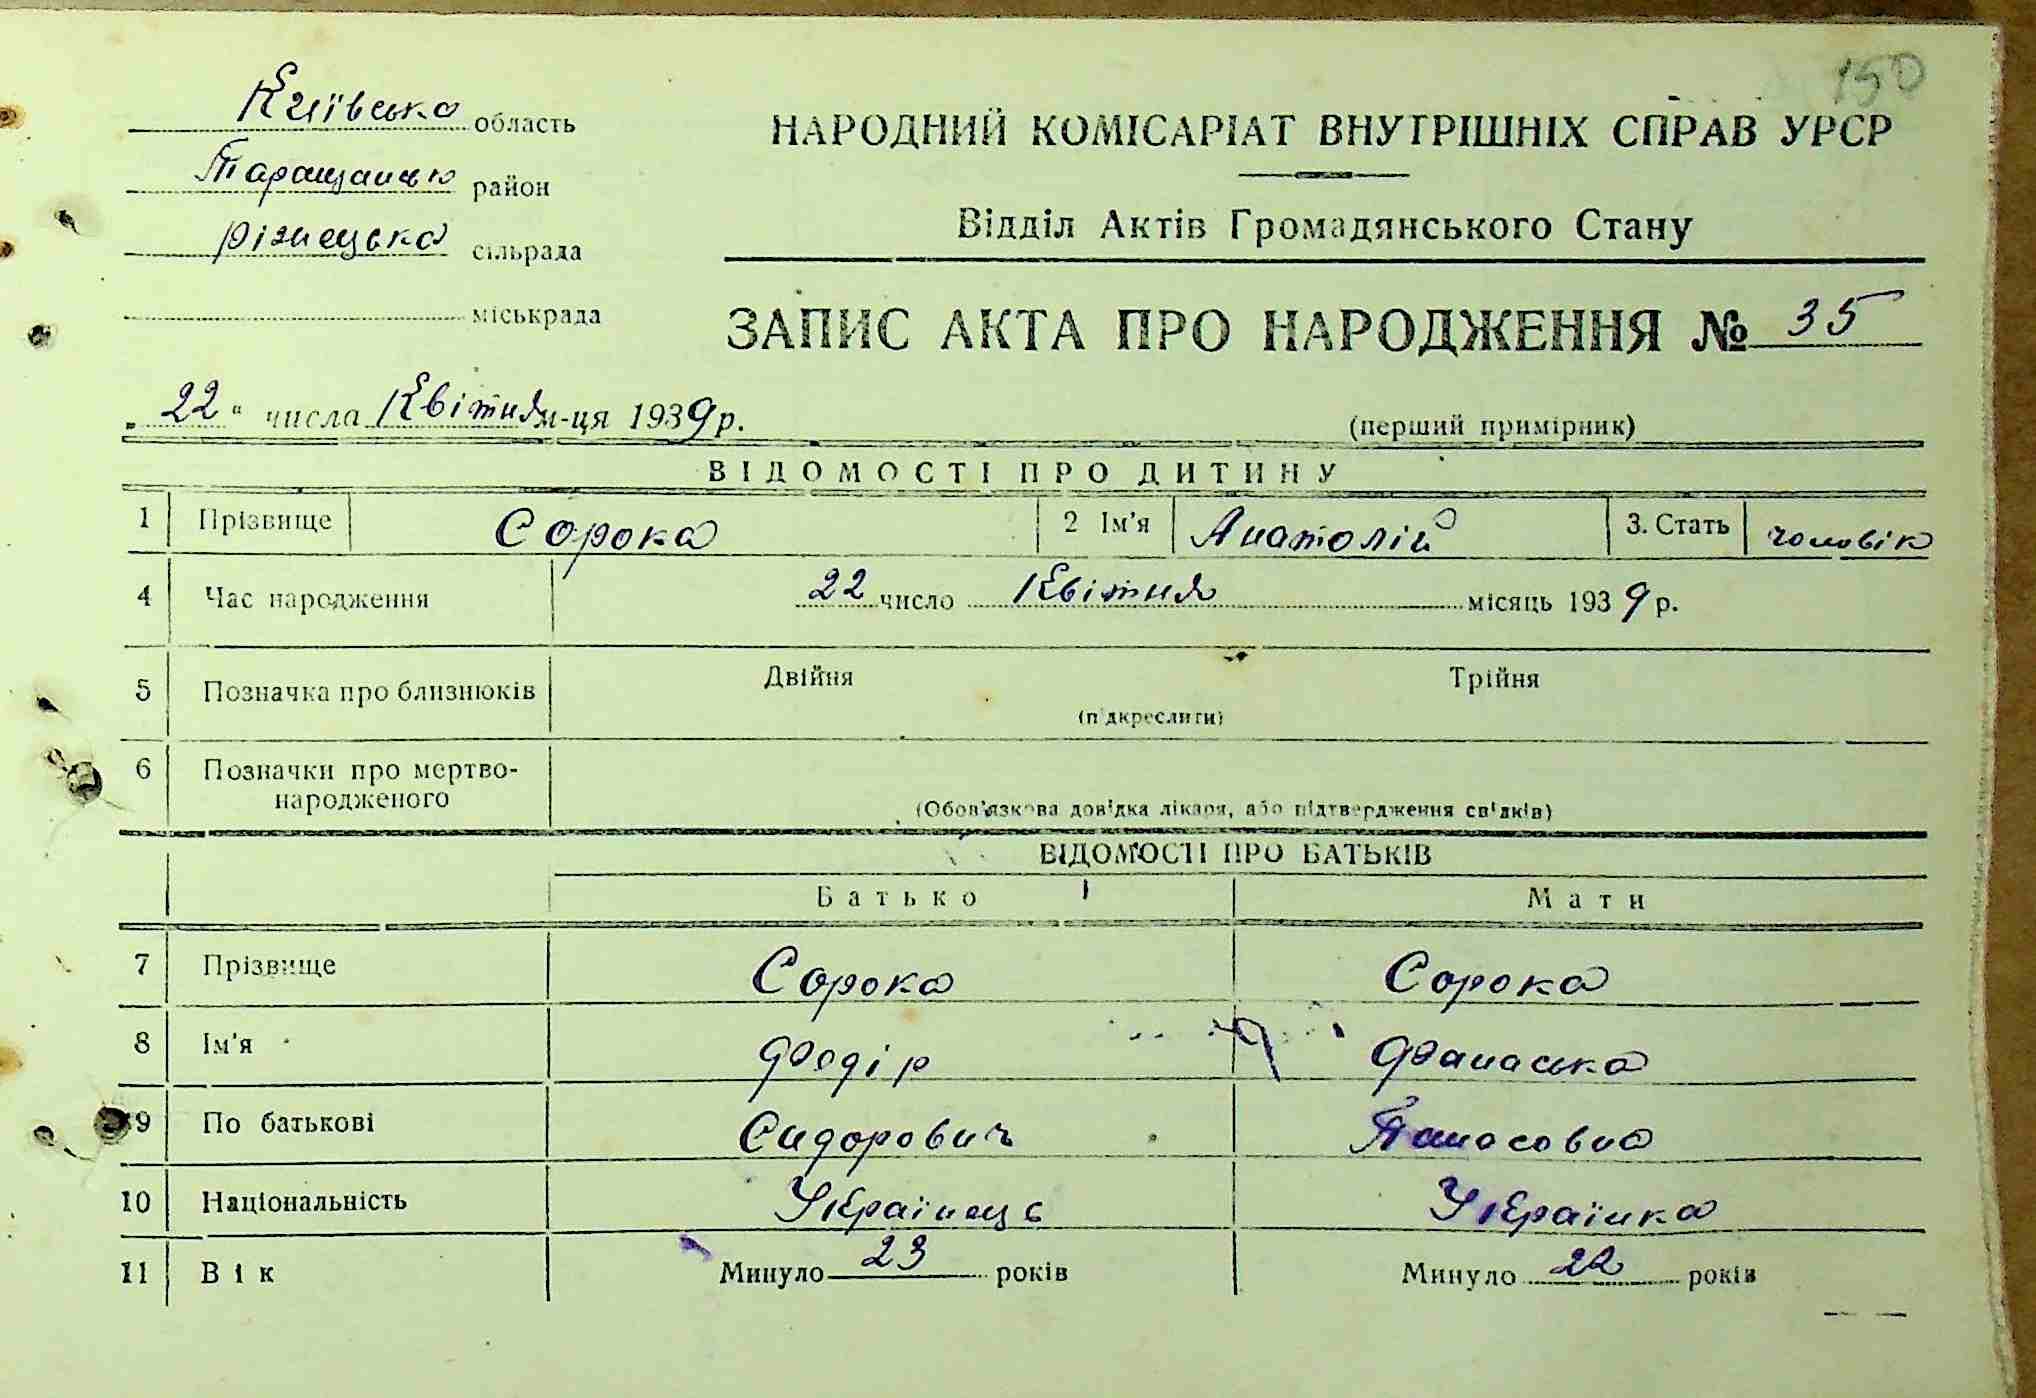 150
Київська область
Таращанськ район
Різнецька сільрада
міськрада
НАРОДНИЙ КОМІСАРІАТ ВНУТРІШНІХ СПРАВ УРСР
Відділ Актів Громадянського Стану
ЗАПИС АКТА ПРО НАРОДЖЕННЯ № 35
„ 22 “ числа Квітня м-ця 1939 р.
(перший примірник)
ВІДОМОСТІ ПРО ДИТИНУ
1 Прізвище Сорока 2 Ім'я Анатолій 3. Стать чоловік
4 Час народження 22 число Квітня місяць 1939 р.
5 Позначка про близнюків Двійня Трійня
(підкреслити)
6 Позначки про мертво-
народженого
(Обов'язкова довідка лікаря, або підтвердження свідків)
ВІДОМОСТІ ПРО БАТЬКІВ
Батько Мати
7 Прізвище Сорока Сорока
8 Ім'я Федір Фанаська
9 По батькові Сидорович Панасовна
10 Національність Українець Українка
11 Вік Минуло 23 років Минуло 22 років